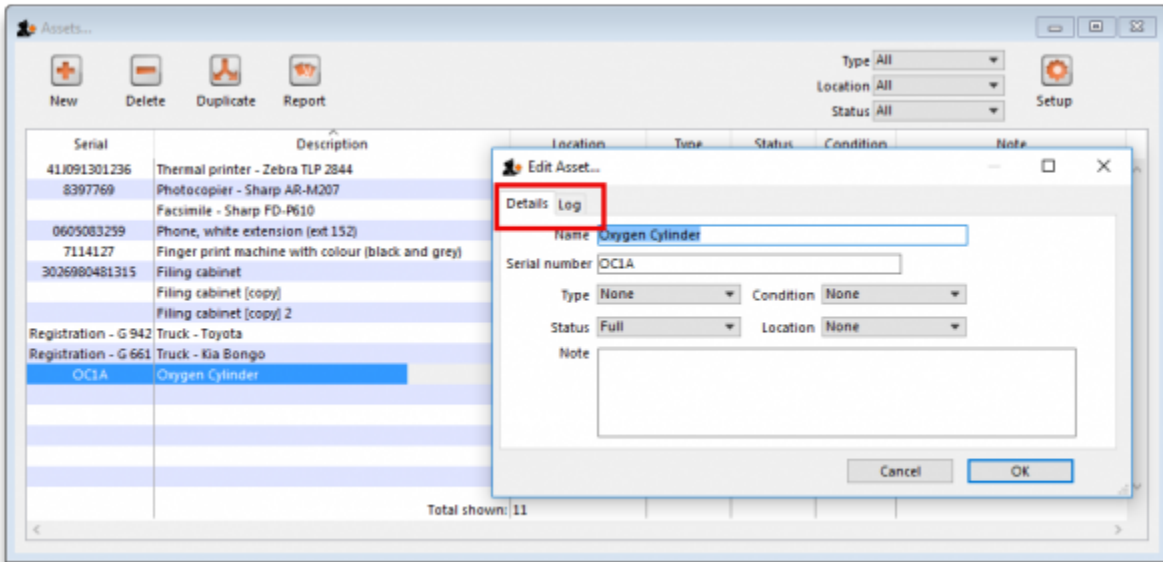 Assets...
New Delete Duplicate Report
Type All
Location All
Status All
Setup
Serial Description Location Type Status Condition Note
41J091301236 Thermal printer - Zebra TLP 2844
8397769 Photocopier - Sharp AR-M207
Facsimile - Sharp FD-P610
0605083259 Phone, white extension (ext 152)
7114127 Finger print machine with colour (black and grey)
3026980481315 Filing cabinet
Filing cabinet [copy]
Filing cabinet [copy] 2
Registration - G 942 Truck - Toyota
Registration - G 661 Truck - Kia Bongo
OC1A Oxygen Cylinder
Total shown: 11
Edit Asset...
Details Log
Name Oxygen Cylinder
Serial number OC1A
Type None Condition None
Status Full Location None
Note
Cancel OK